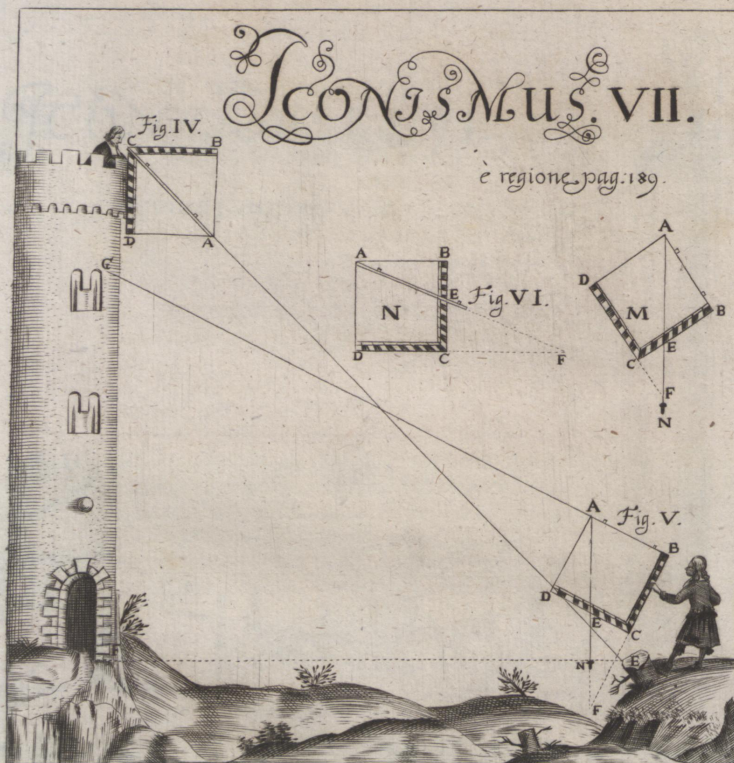 ICONISMUS. VII.
è regione pag: 189.
Fig. IV.
C B
D A
G
A B
E Fig. VI.
N
D C F
A
D M B
E
C
F
N
A Fig. V.
B
D
E C
N E
F